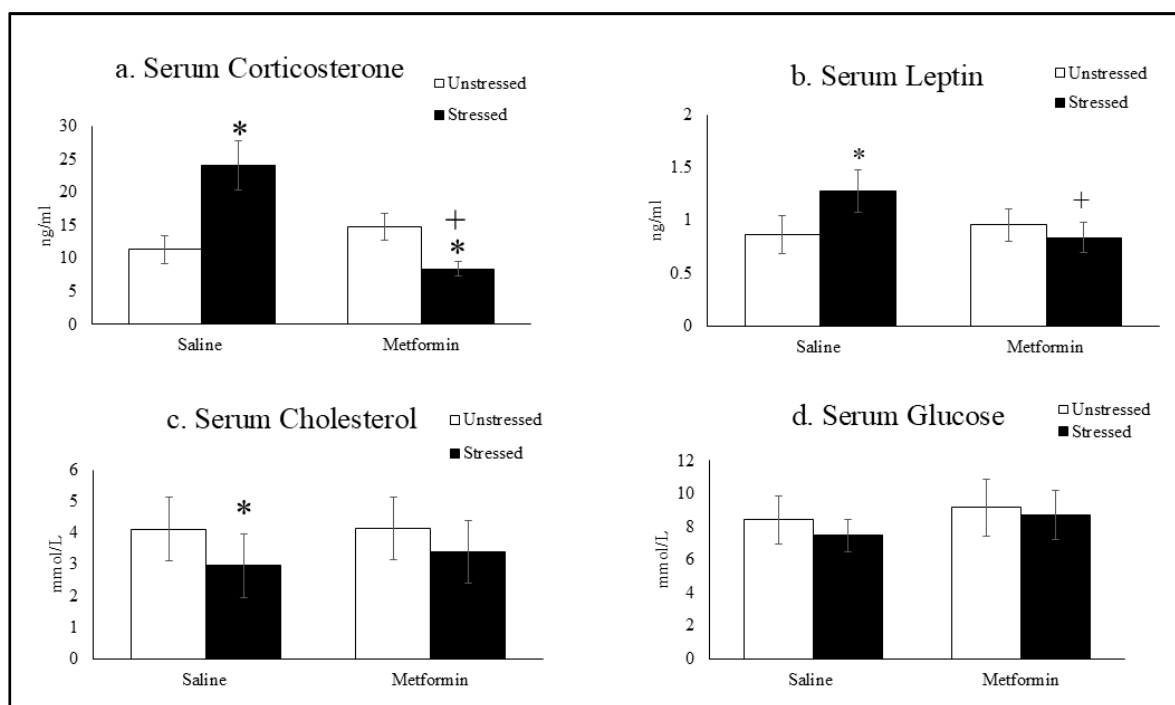 a. Serum Corticosterone
Unstressed
Stressed
30
25
20
15
10
5
0
ng/ml
*
+
*
Saline
Metformin
b. Serum Leptin
Unstressed
Stressed
2
1.5
1
0.5
0
ng/ml
*
+
Saline
Metformin
c. Serum Cholesterol
Unstressed
Stressed
6
5
4
3
2
1
0
mmol/L
*
Saline
Metformin
d. Serum Glucose
Unstressed
Stressed
12
10
8
6
4
2
0
mmol/L
Saline
Metformin